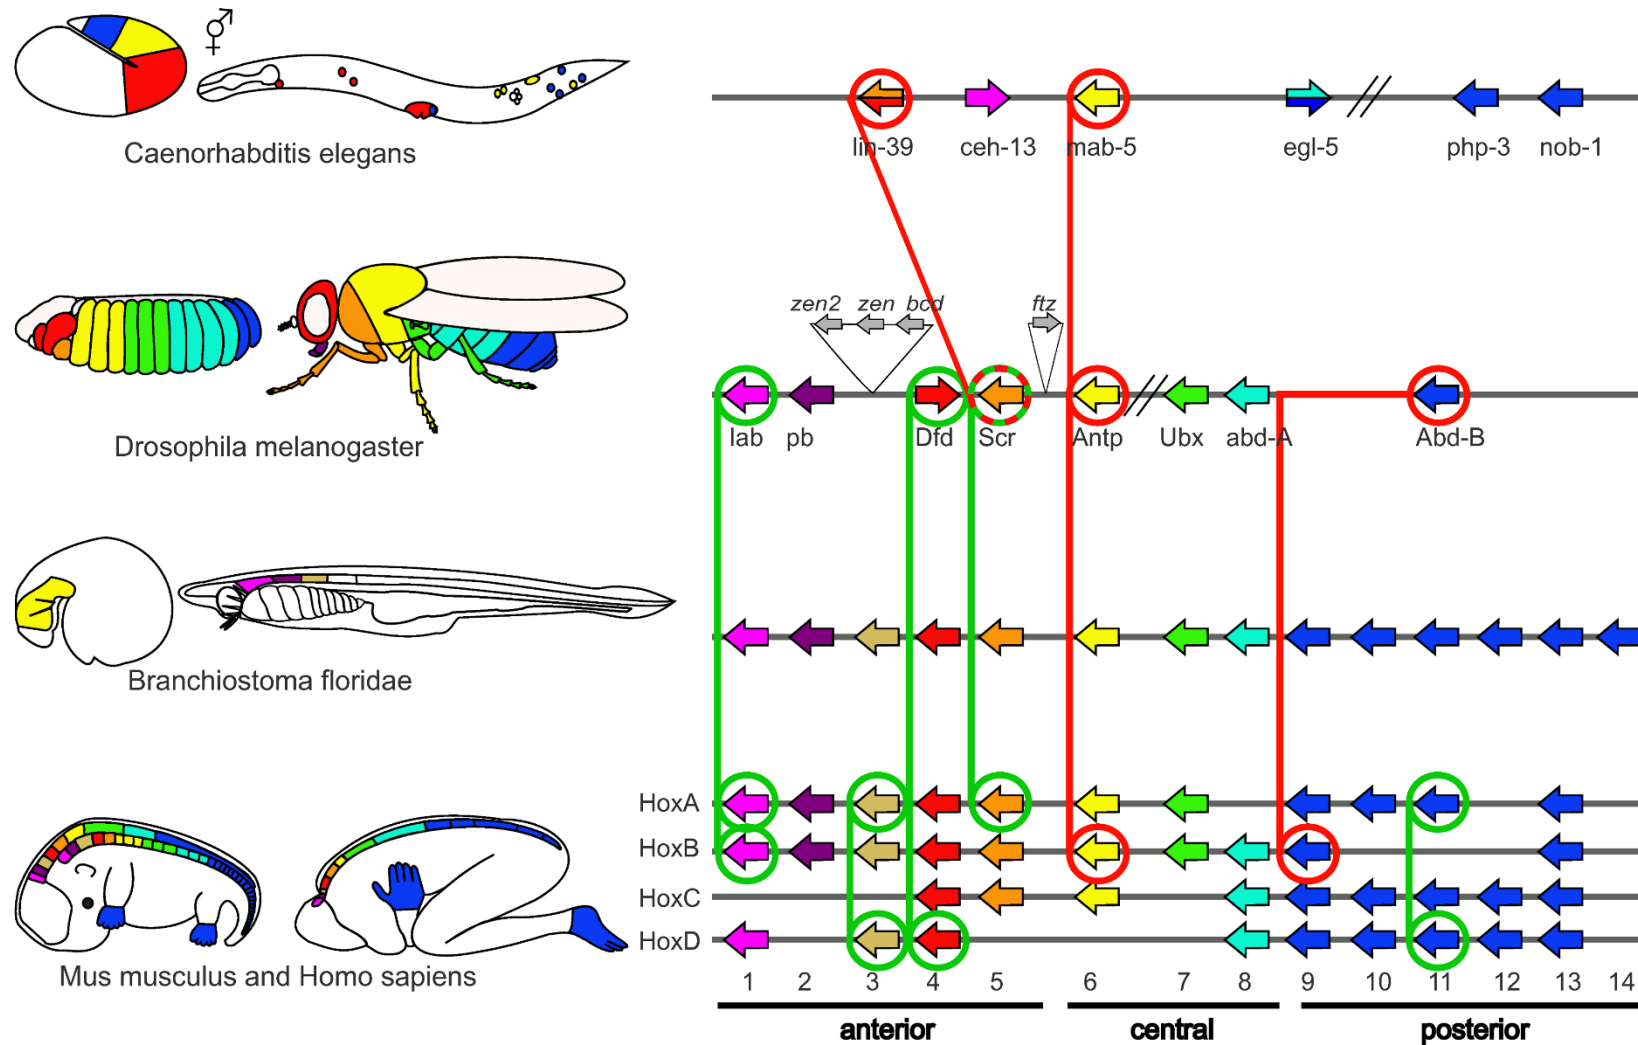 lin-39 ceh-13 mab-5 egl-5 php-3 nob-1
Caenorhabditis elegans
zen2 zen bcd ftz
lab pb Dfd Scr Antp Ubx abd-A Abd-B
Drosophila melanogaster
Branchiostoma floridae
HoxA
HoxB
HoxC
HoxD
Mus musculus and Homo sapiens
1 2 3 4 5 6 7 8 9 10 11 12 13 14
anterior central posterior